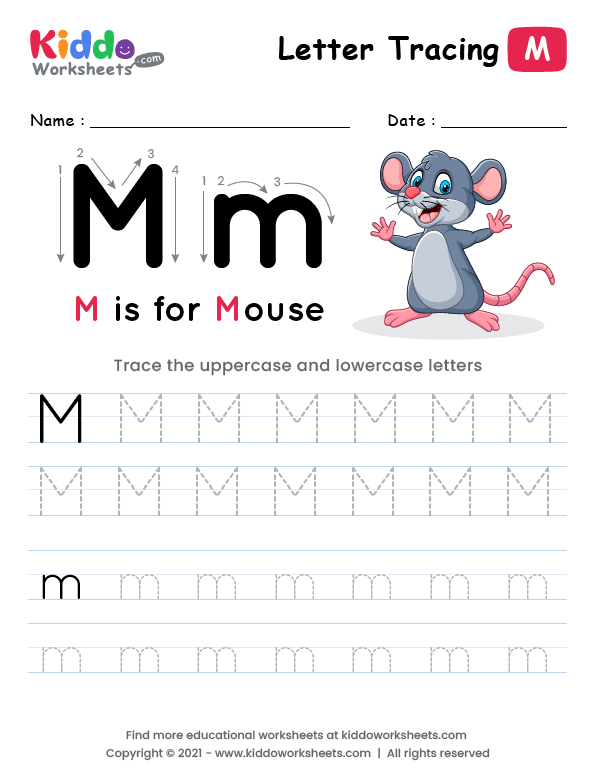 Kiddo
Worksheets.com
Letter Tracing M
Name : Date :
1 2 3 4 1 2 3
M m
M is for Mouse
Trace the uppercase and lowercase letters
M M M M M M M
M M M M M M M
m m m m m m m
m m m m m m m
Find more educational worksheets at kiddoworksheets.com
Copyright © 2021 - www.kiddoworksheets.com | All rights reserved